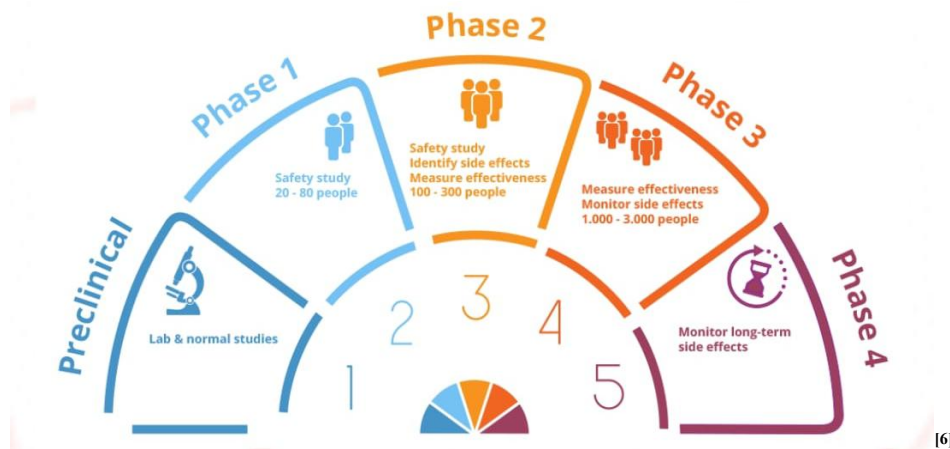 Preclinical
Lab & normal studies
1
Phase 1
Safety study
20 - 80 people
2
Phase 2
Safety study
Identify side effects
Measure effectiveness
100 - 300 people
3
Phase 3
Measure effectiveness
Monitor side effects
1.000 - 3.000 people
4
Phase 4
Monitor long-term
side effects
5
[6]